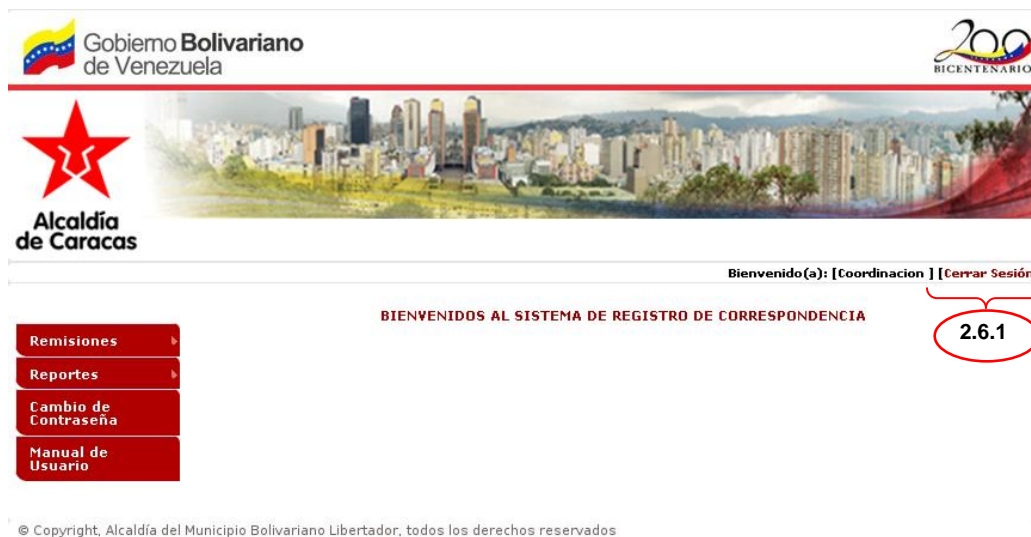 Gobierno Bolivariano
de Venezuela
200
BICENTENARIO
Alcaldía
de Caracas
Bienvenido(a): [Coordinacion ] [Cerrar Sesión
BIENVENIDOS AL SISTEMA DE REGISTRO DE CORRESPONDENCIA
2.6.1
Remisiones
Reportes
Cambio de
Contraseña
Manual de
Usuario
© Copyright, Alcaldía del Municipio Bolivariano Libertador, todos los derechos reservados